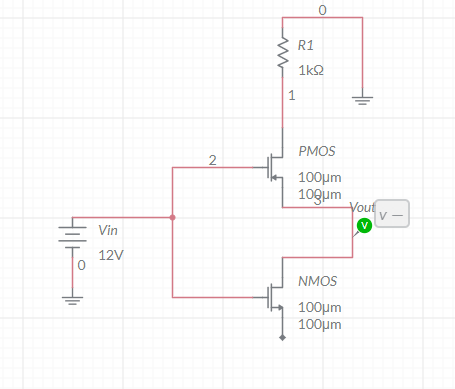 0
R1
1kΩ
1
PMOS
2
100µm
100µm
3
Vout
V —
V
Vin
12V
0
NMOS
100µm
100µm